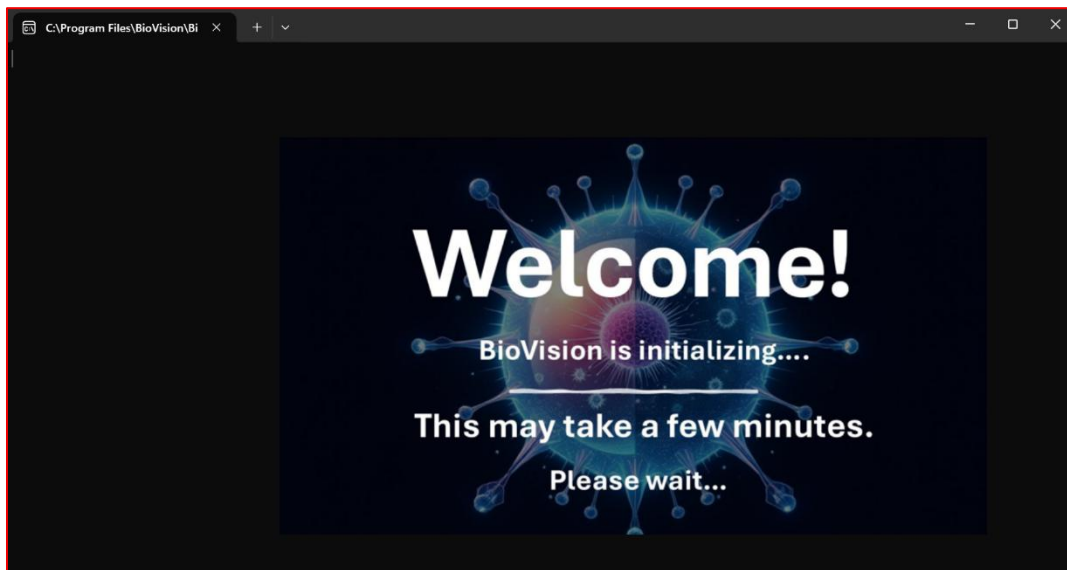 C:\Program Files\BioVision\Bi
Welcome!
BioVision is initializing....
This may take a few minutes.
Please wait...